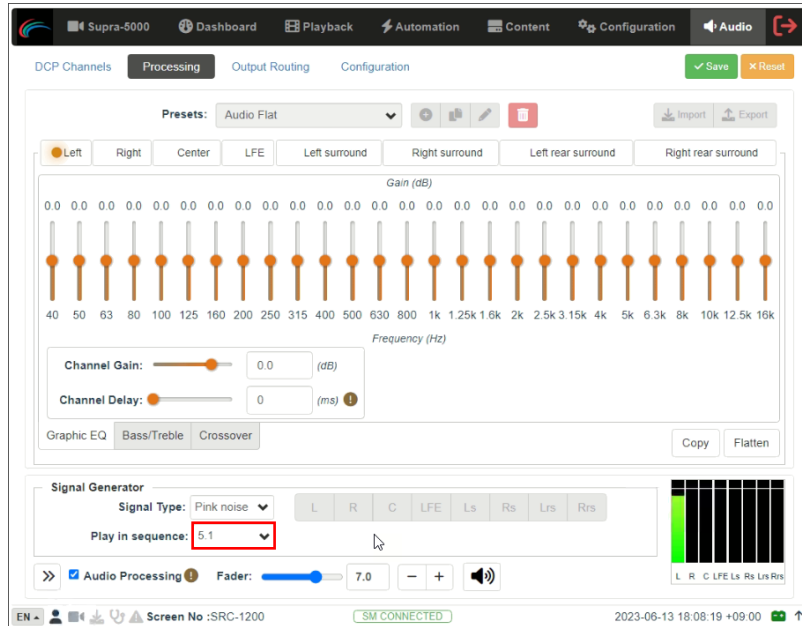 Supra-5000 Dashboard Playback Automation Content Configuration Audio
DCP Channels Processing Output Routing Configuration Save Reset
Presets: Audio Flat Import Export
Left Right Center LFE Left surround Right surround Left rear surround Right rear surround
Gain (dB)
0.0 0.0 0.0 0.0 0.0 0.0 0.0 0.0 0.0 0.0 0.0 0.0 0.0 0.0 0.0 0.0 0.0 0.0 0.0 0.0 0.0 0.0 0.0 0.0 0.0 0.0 0.0
40 50 63 80 100 125 160 200 250 315 400 500 630 800 1k 1.25k 1.6k 2k 2.5k 3.15k 4k 5k 6.3k 8k 10k 12.5k 16k
Frequency (Hz)
Channel Gain: 0.0 (dB)
Channel Delay: 0 (ms)
Graphic EQ Bass/Treble Crossover Copy Flatten
Signal Generator
Signal Type: Pink noise L R C LFE Ls Rs Lrs Rrs
Play in sequence: 5.1
Audio Processing Fader: 7.0 − +
L R C LFE Ls Rs Lrs Rrs
EN Screen No :SRC-1200 SM CONNECTED 2023-06-13 18:08:19 +09:00